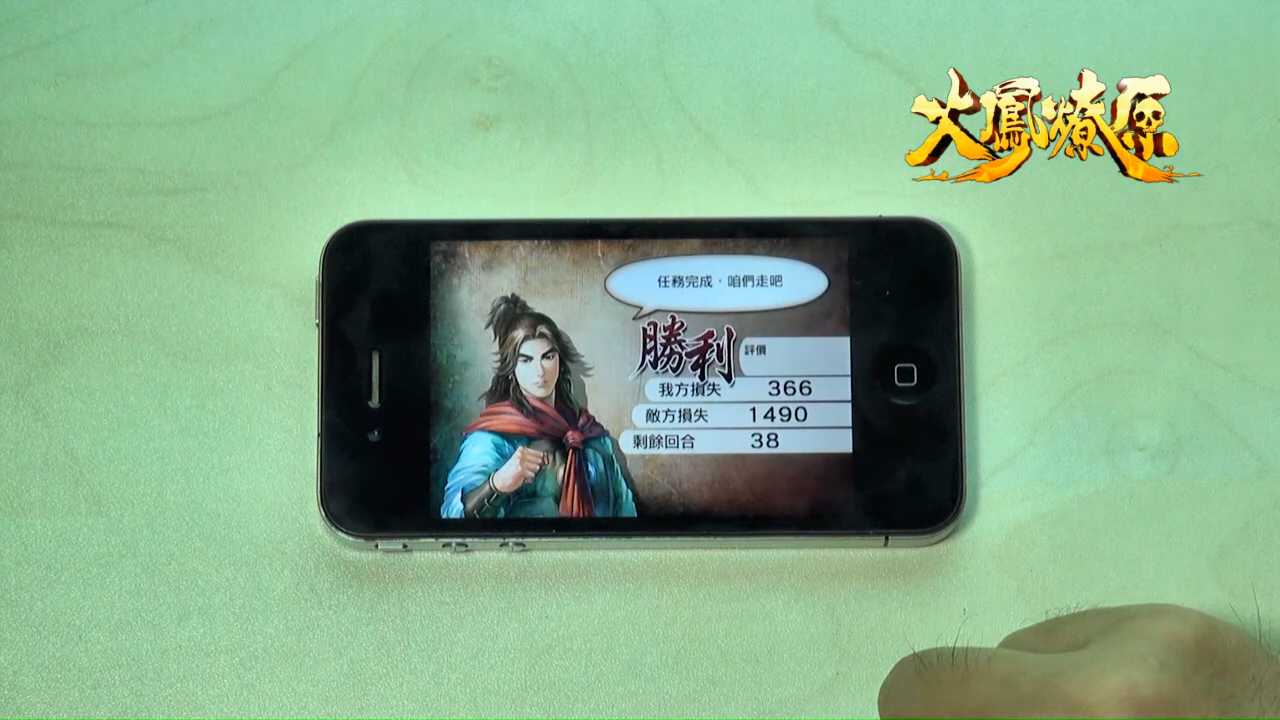 火鳳燎原
任務完成，咱們走吧
勝利
評價
我方損失 366
敵方損失 1490
剩餘回合 38